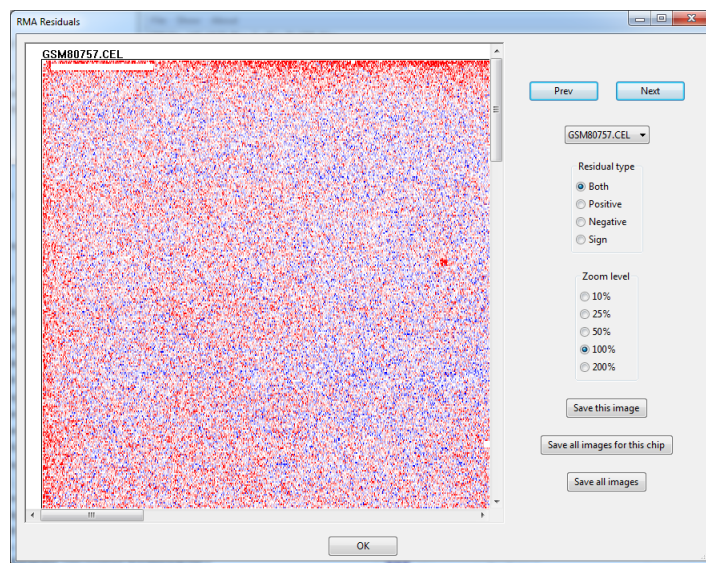 RMA Residuals
GSM80757.CEL
Prev
Next
GSM80757.CEL
Residual type
Both
Positive
Negative
Sign
Zoom level
10%
25%
50%
100%
200%
Save this image
Save all images for this chip
Save all images
OK